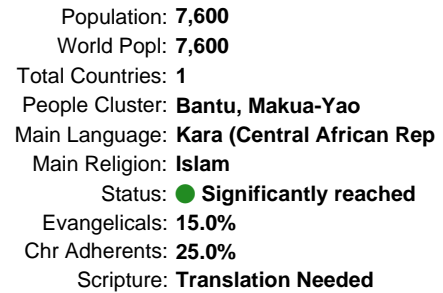 Population: 7,600
World Popl: 7,600
Total Countries: 1
People Cluster: Bantu, Makua-Yao
Main Language: Kara (Central African Rep
Main Religion: Islam
Status: Significantly reached
Evangelicals: 15.0%
Chr Adherents: 25.0%
Scripture: Translation Needed